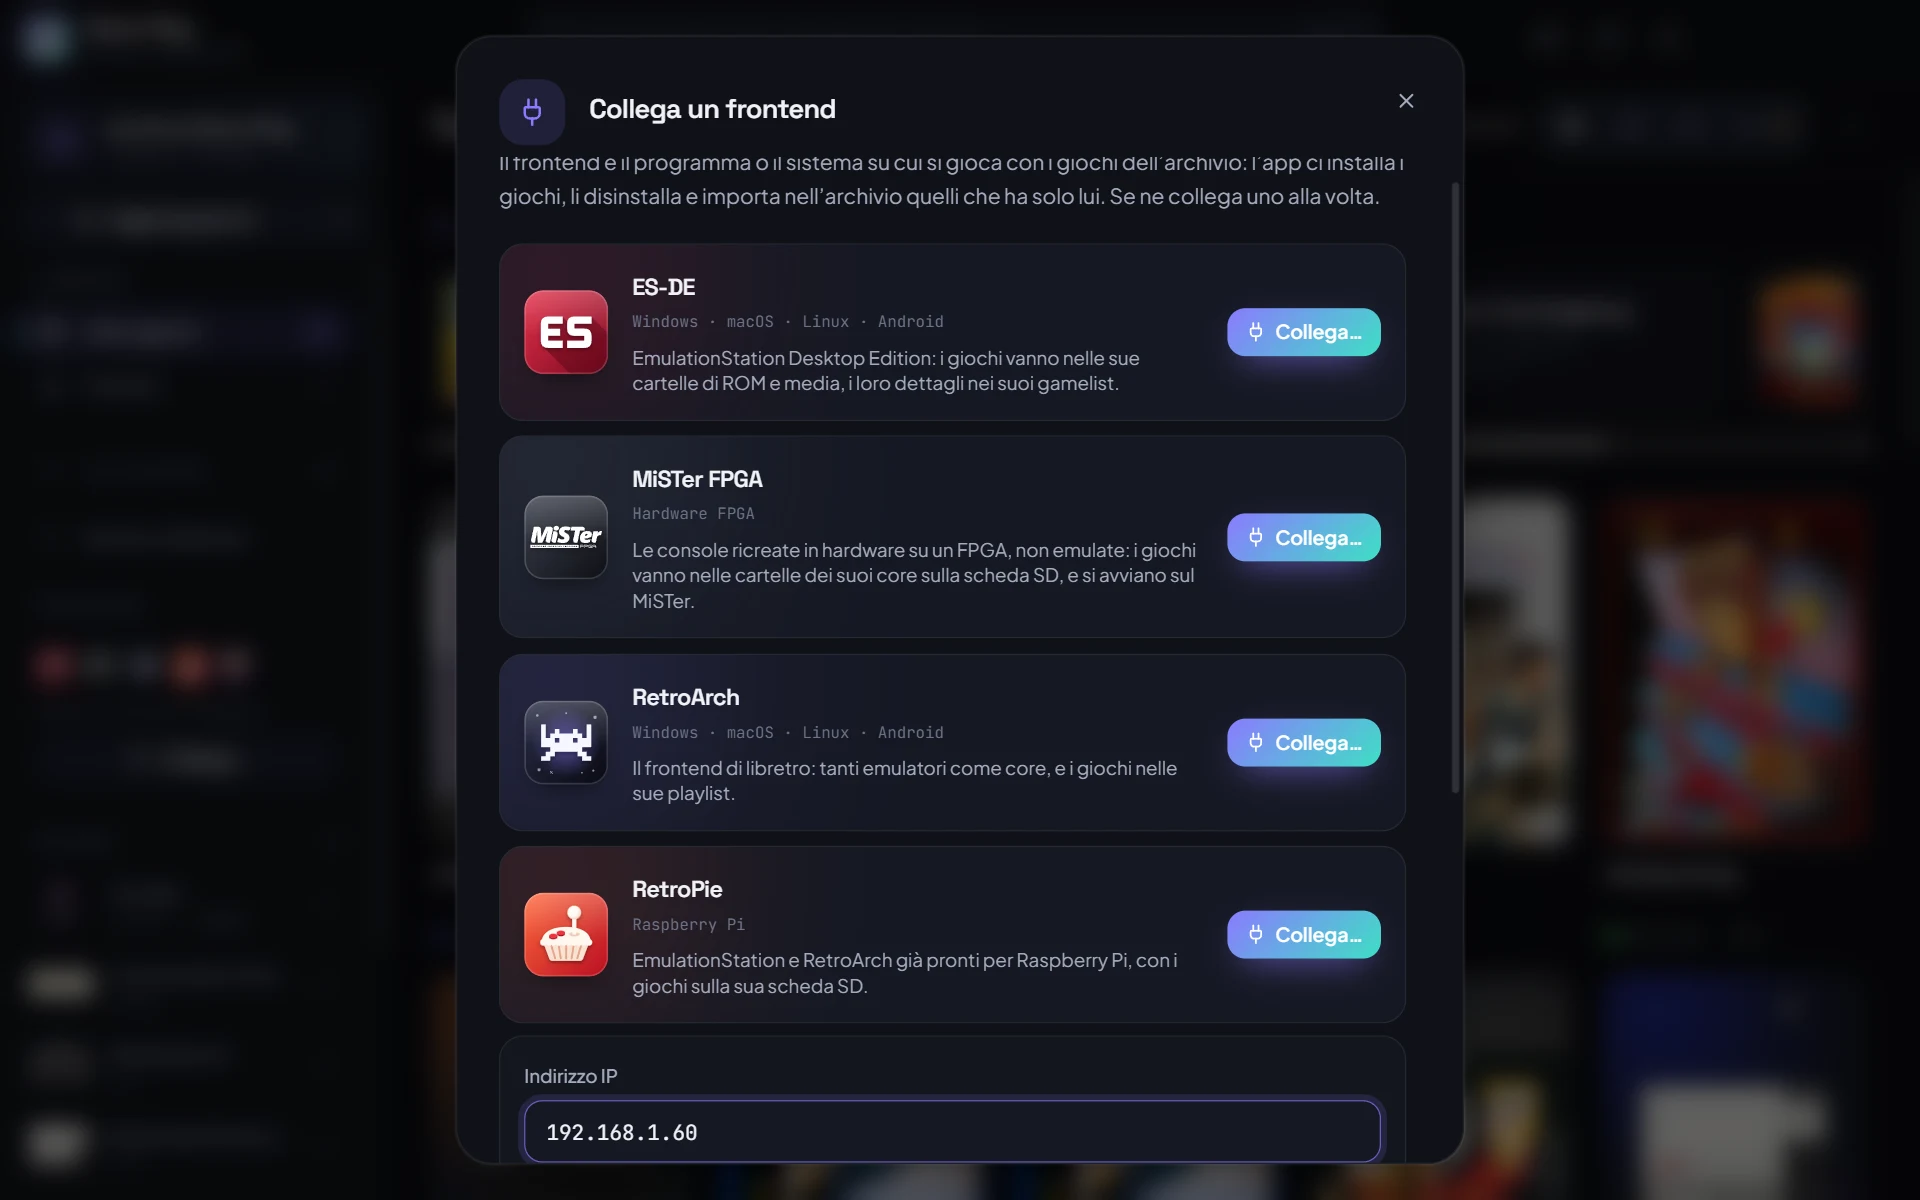 Collega un frontend
Il frontend è il programma o il sistema su cui si gioca con i giochi dell’archivio: l’app ci installa i
giochi, li disinstalla e importa nell’archivio quelli che ha solo lui. Se ne collega uno alla volta.
ES
ES-DE
Windows · macOS · Linux · Android
EmulationStation Desktop Edition: i giochi vanno nelle sue
cartelle di ROM e media, i loro dettagli nei suoi gamelist.
Collega…
MiSTer
MiSTer FPGA
Hardware FPGA
Le console ricreate in hardware su un FPGA, non emulate: i giochi
vanno nelle cartelle dei suoi core sulla scheda SD, e si avviano sul
MiSTer.
Collega…
RetroArch
Windows · macOS · Linux · Android
Il frontend di libretro: tanti emulatori come core, e i giochi nelle
sue playlist.
Collega…
RetroPie
Raspberry Pi
EmulationStation e RetroArch già pronti per Raspberry Pi, con i
giochi sulla sua scheda SD.
Collega…
Indirizzo IP
192.168.1.60